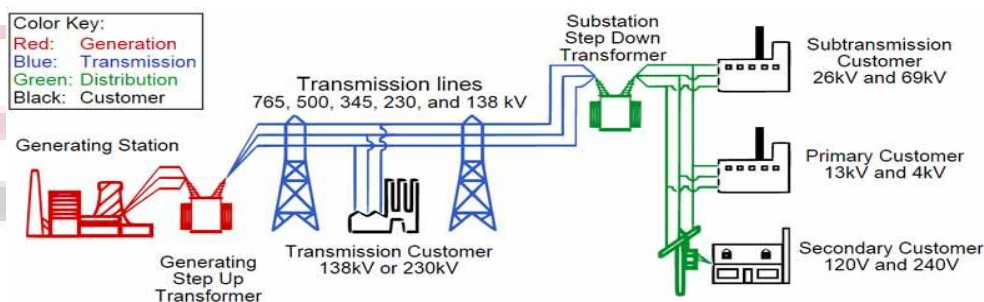 Color Key:
Red: Generation
Blue: Transmission
Green: Distribution
Black: Customer
Generating Station
Generating
Step Up
Transformer
Transmission lines
765, 500, 345, 230, and 138 kV
Transmission Customer
138kV or 230kV
Substation
Step Down
Transformer
Subtransmission
Customer
26kV and 69kV
Primary Customer
13kV and 4kV
Secondary Customer
120V and 240V